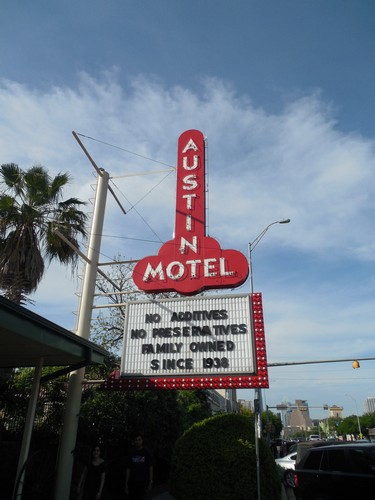 AUSTIN
MOTEL
NO ADDITIVES
NO PRESERVATIVES
FAMILY OWNED
SINCE 1938